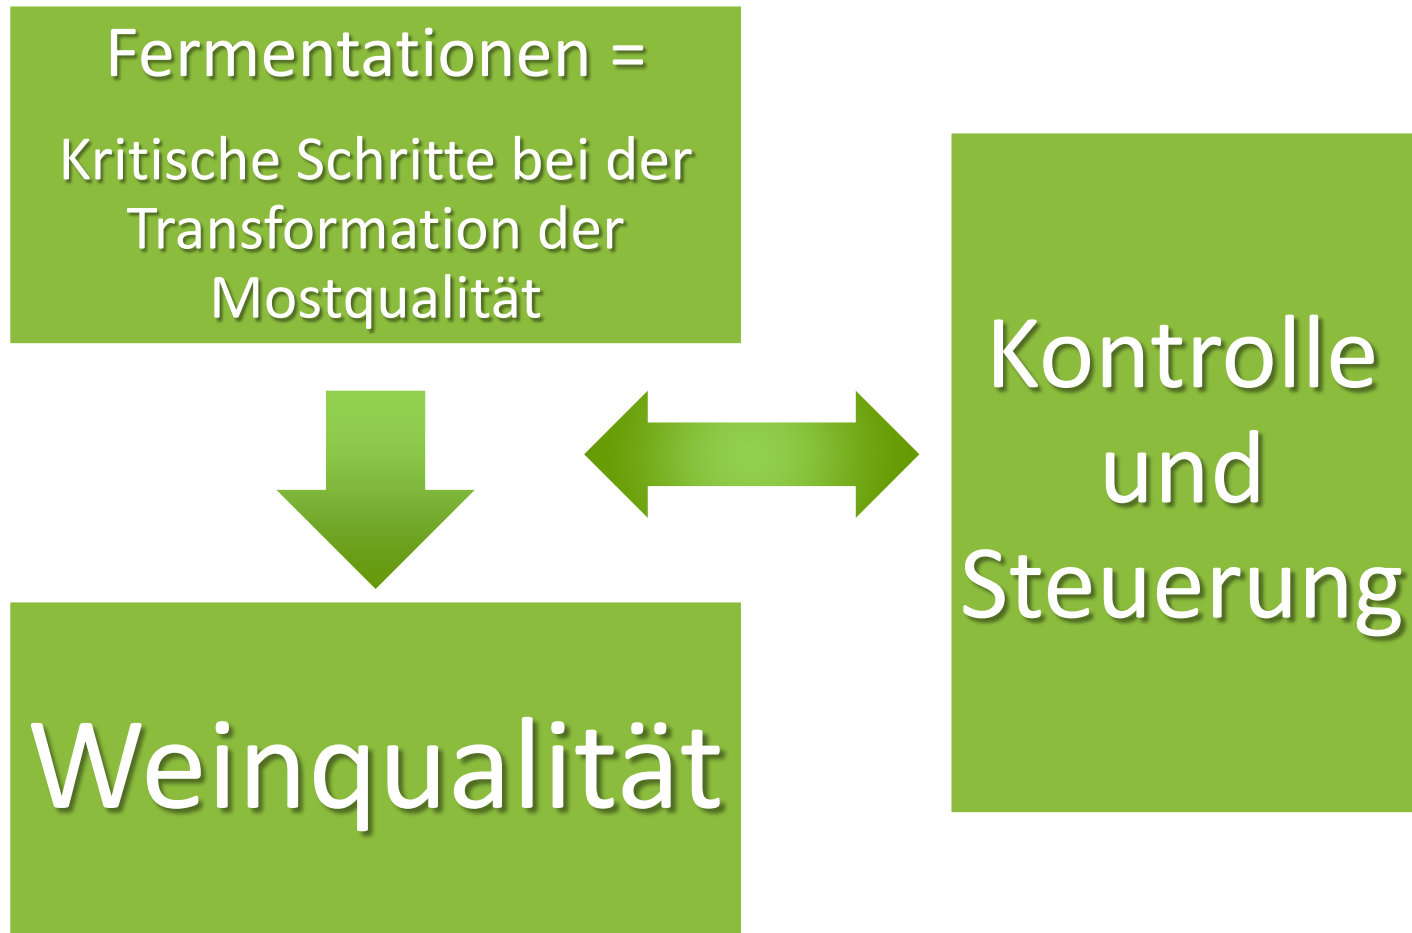 Fermentationen =
Kritische Schritte bei der
Transformation der
Mostqualität
Kontrolle
und
Steuerung
Weinqualität